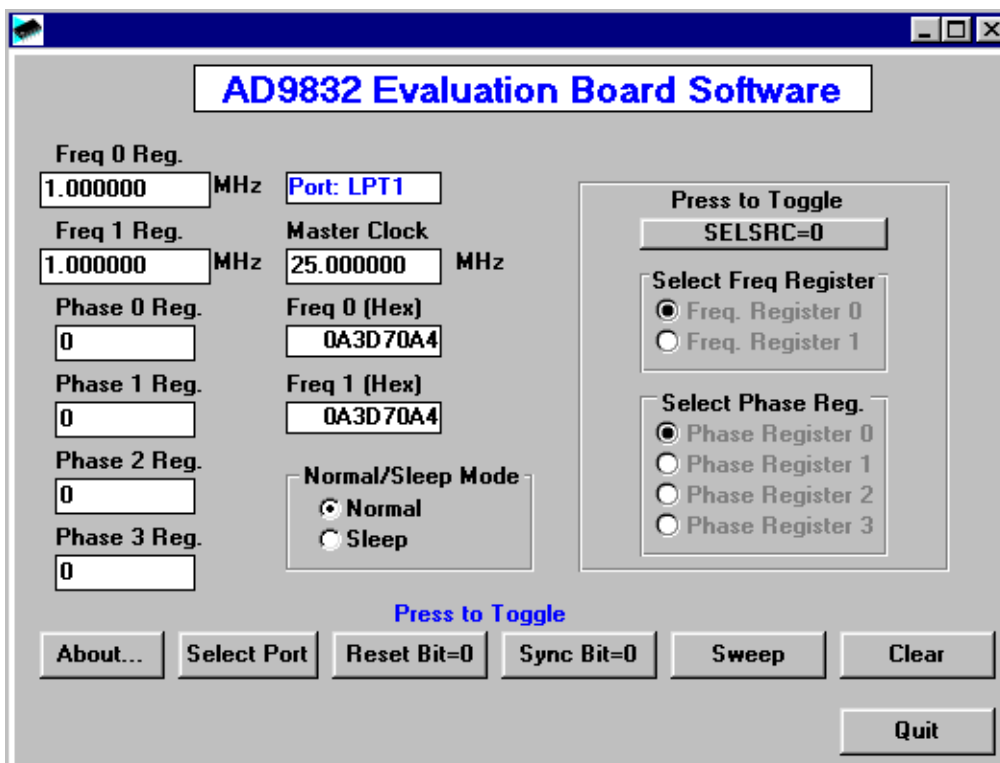 AD9832 Evaluation Board Software
Freq 0 Reg.
1.000000 MHz
Port: LPT1
Freq 1 Reg.
1.000000 MHz
Master Clock
25.000000 MHz
Phase 0 Reg.
0
Freq 0 (Hex)
0A3D70A4
Phase 1 Reg.
0
Freq 1 (Hex)
0A3D70A4
Phase 2 Reg.
0
Phase 3 Reg.
0
Normal/Sleep Mode
Normal
Sleep
Press to Toggle
SELSRC=0
Select Freq Register
Freq. Register 0
Freq. Register 1
Select Phase Reg.
Phase Register 0
Phase Register 1
Phase Register 2
Phase Register 3
Press to Toggle
About...
Select Port
Reset Bit=0
Sync Bit=0
Sweep
Clear
Quit